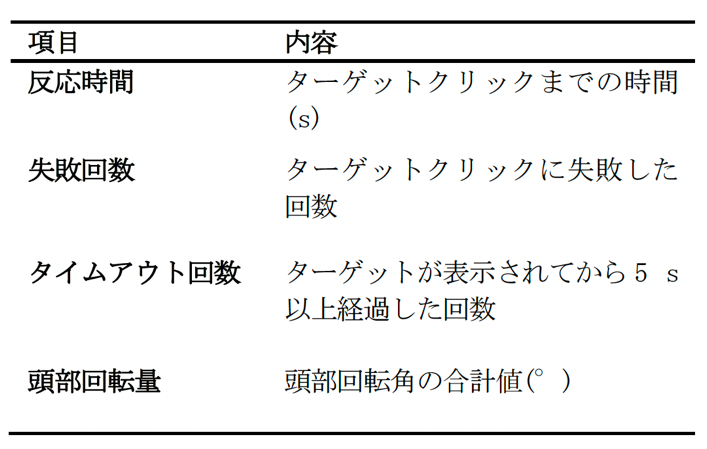 項目 内容
反応時間 ターゲットクリックまでの時間
(s)
失敗回数 ターゲットクリックに失敗した
回数
タイムアウト回数 ターゲットが表示されてから5 s
以上経過した回数
頭部回転量 頭部回転角の合計値(°)